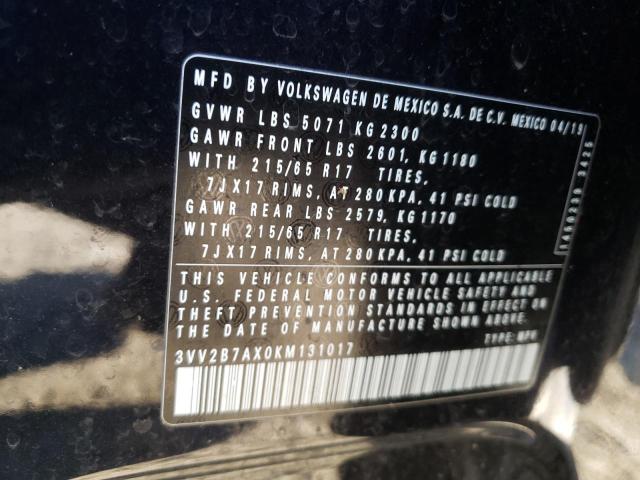 MFD BY VOLKSWAGEN DE MEXICO S.A. DE C.V. MEXICO 04/19
GVWR LBS 5071 KG 2300
GAWR FRONT LBS 2601, KG 1180
WITH 215/65 R17 TIRES,
7JX17 RIMS, AT 280 KPA, 41 PSI COLD
GAWR REAR LBS 2579, KG 1170
WITH 215/65 R17 TIRES,
7JX17 RIMS, AT 280 KPA, 41 PSI COLD
THIS VEHICLE CONFORMS TO ALL APPLICABLE
U.S. FEDERAL MOTOR VEHICLE SAFETY AND
THEFT PREVENTION STANDARDS IN EFFECT ON
THE DATE OF MANUFACTURE SHOWN ABOVE.
3VV2B7AX0KM131017
TYPE: MPV